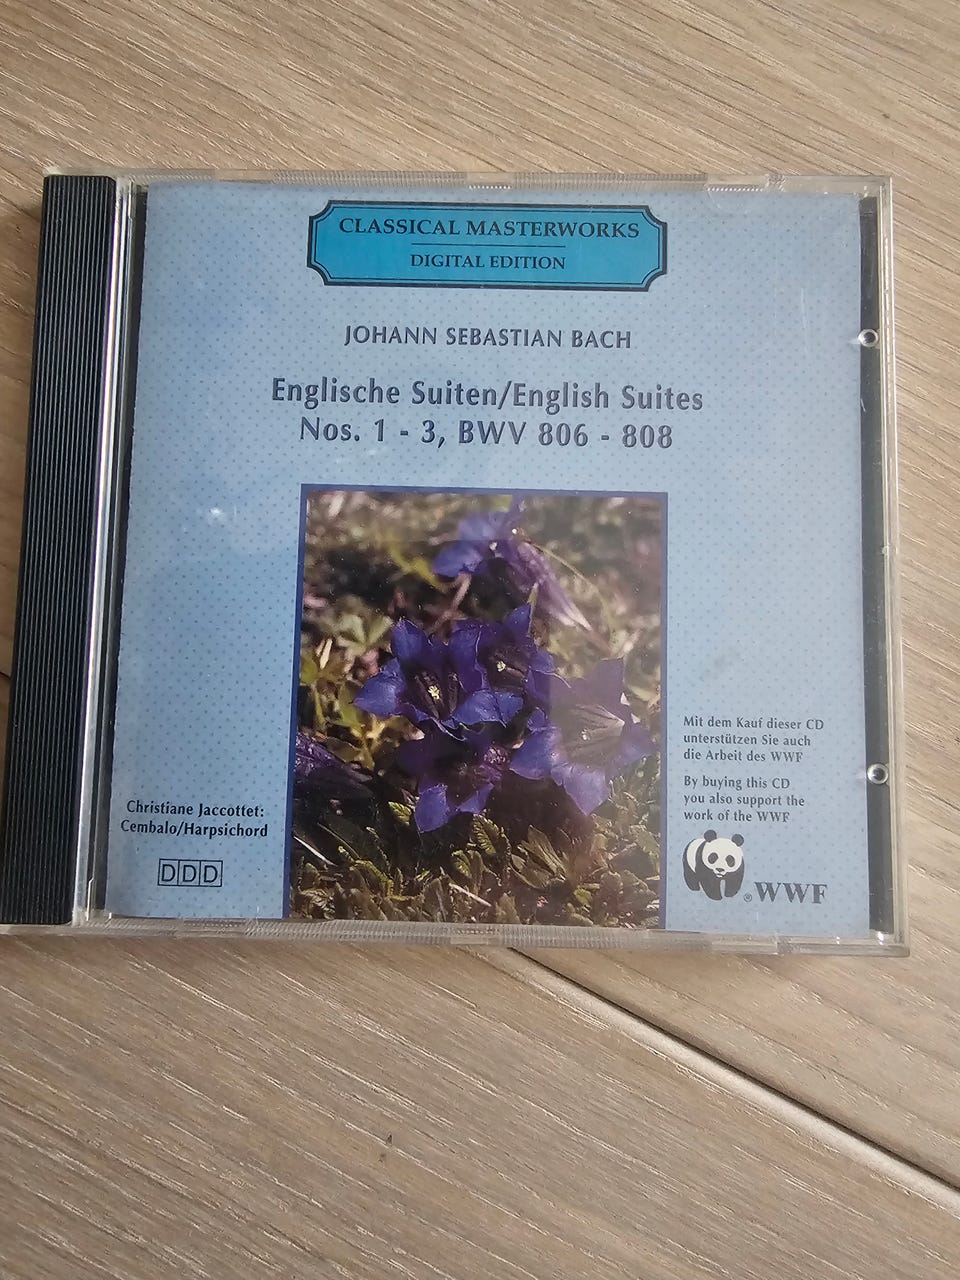 CLASSICAL MASTERWORKS
DIGITAL EDITION
JOHANN SEBASTIAN BACH
Englische Suiten/English Suites
Nos. 1 - 3, BWV 806 - 808
Mit dem Kauf dieser CD
unterstützen Sie auch
die Arbeit des WWF
By buying this CD
you also support the
work of the WWF
® WWF
Christiane Jaccottet:
Cembalo/Harpsichord
DDD